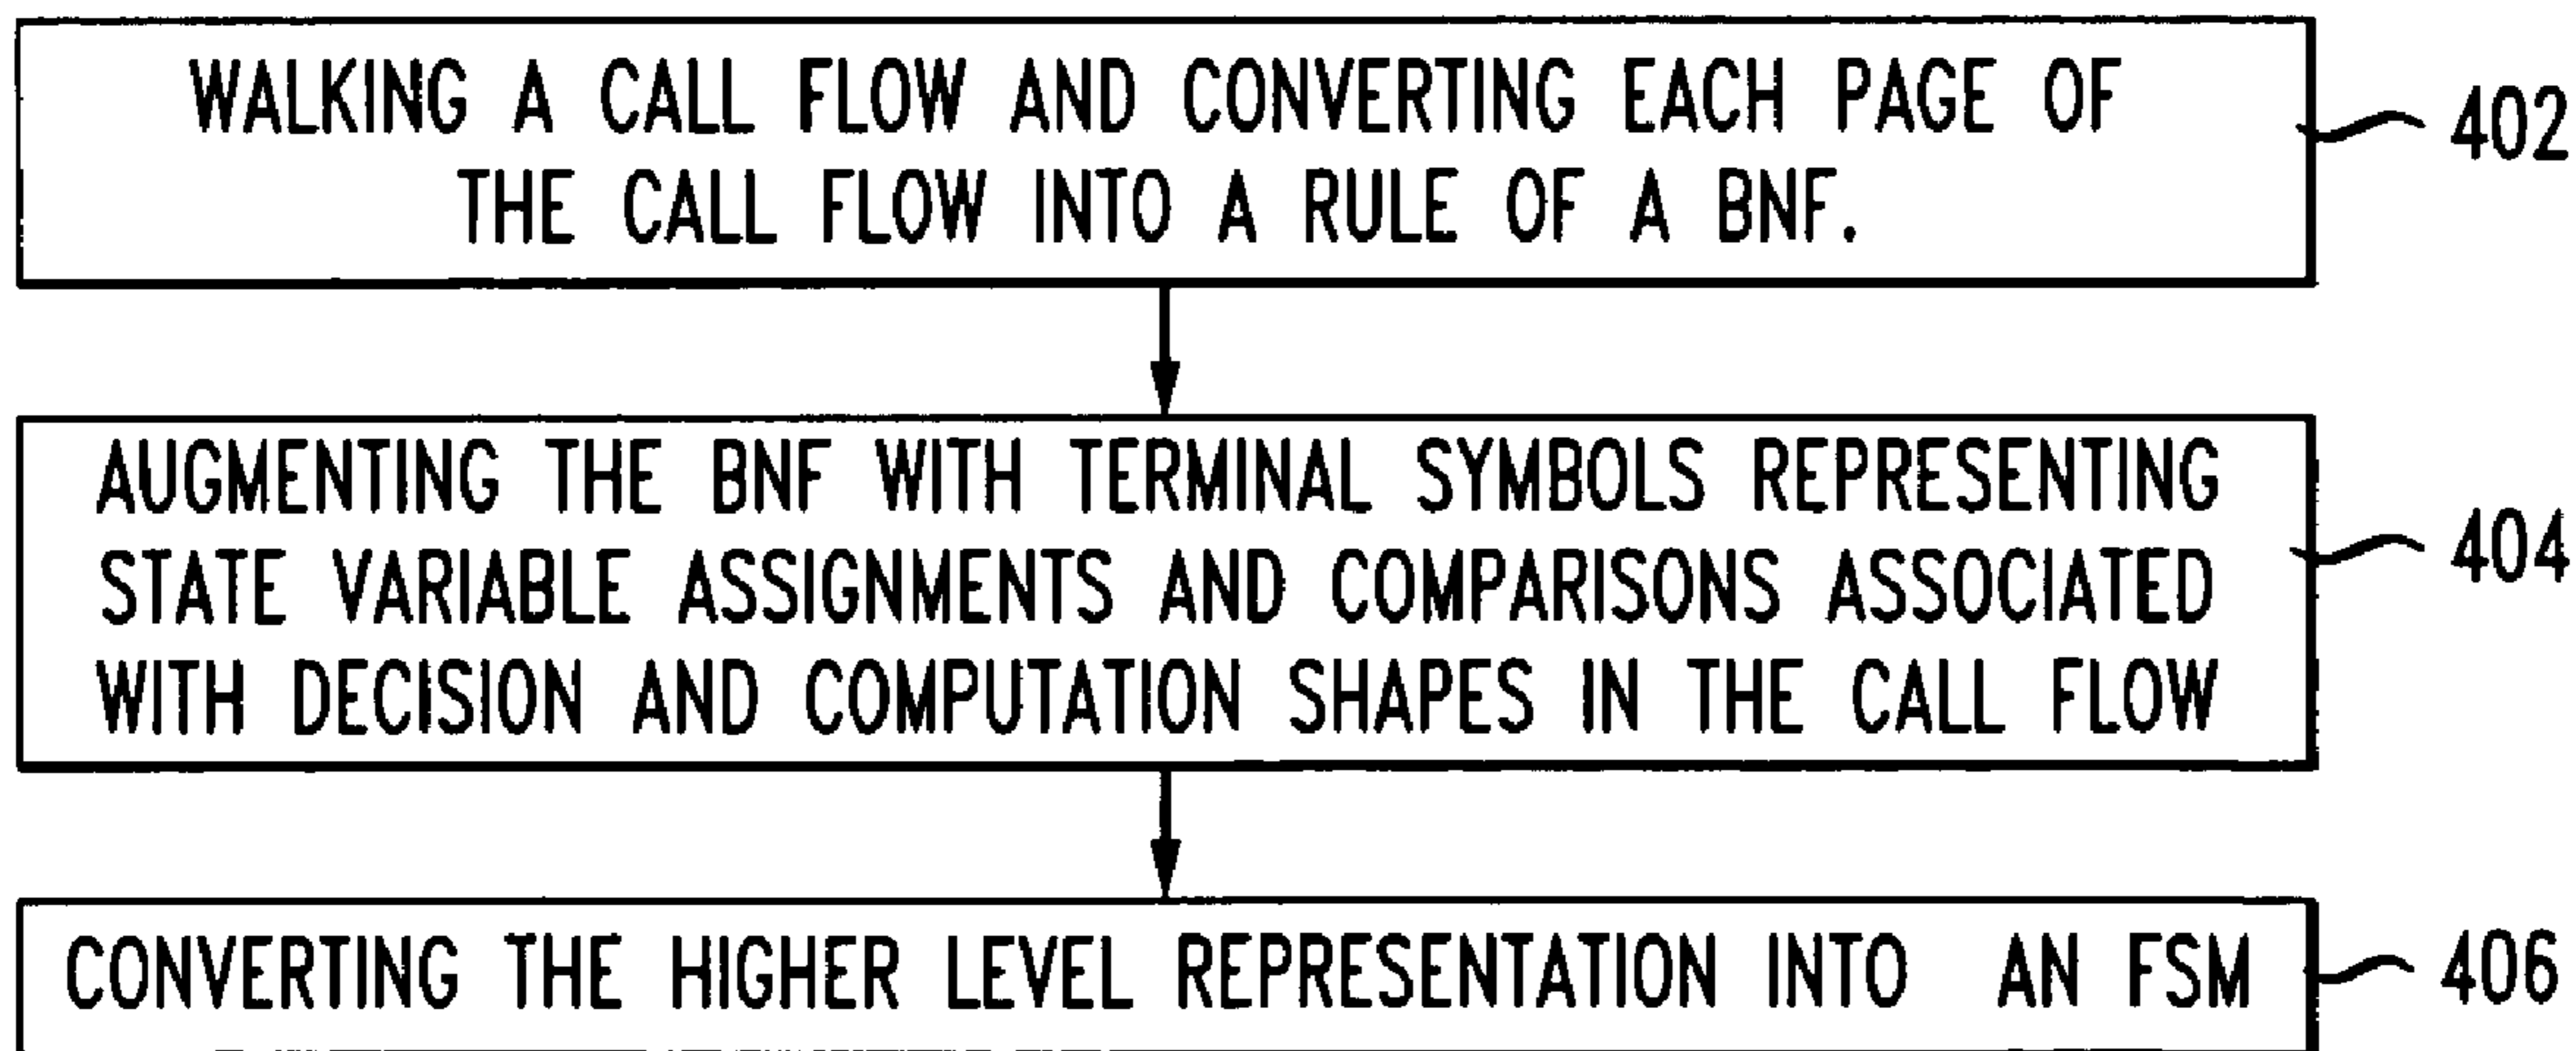 WALKING A CALL FLOW AND CONVERTING EACH PAGE OF
THE CALL FLOW INTO A RULE OF A BNF.
402
AUGMENTING THE BNF WITH TERMINAL SYMBOLS REPRESENTING
STATE VARIABLE ASSIGNMENTS AND COMPARISONS ASSOCIATED
WITH DECISION AND COMPUTATION SHAPES IN THE CALL FLOW
404
CONVERTING THE HIGHER LEVEL REPRESENTATION INTO AN FSM
406